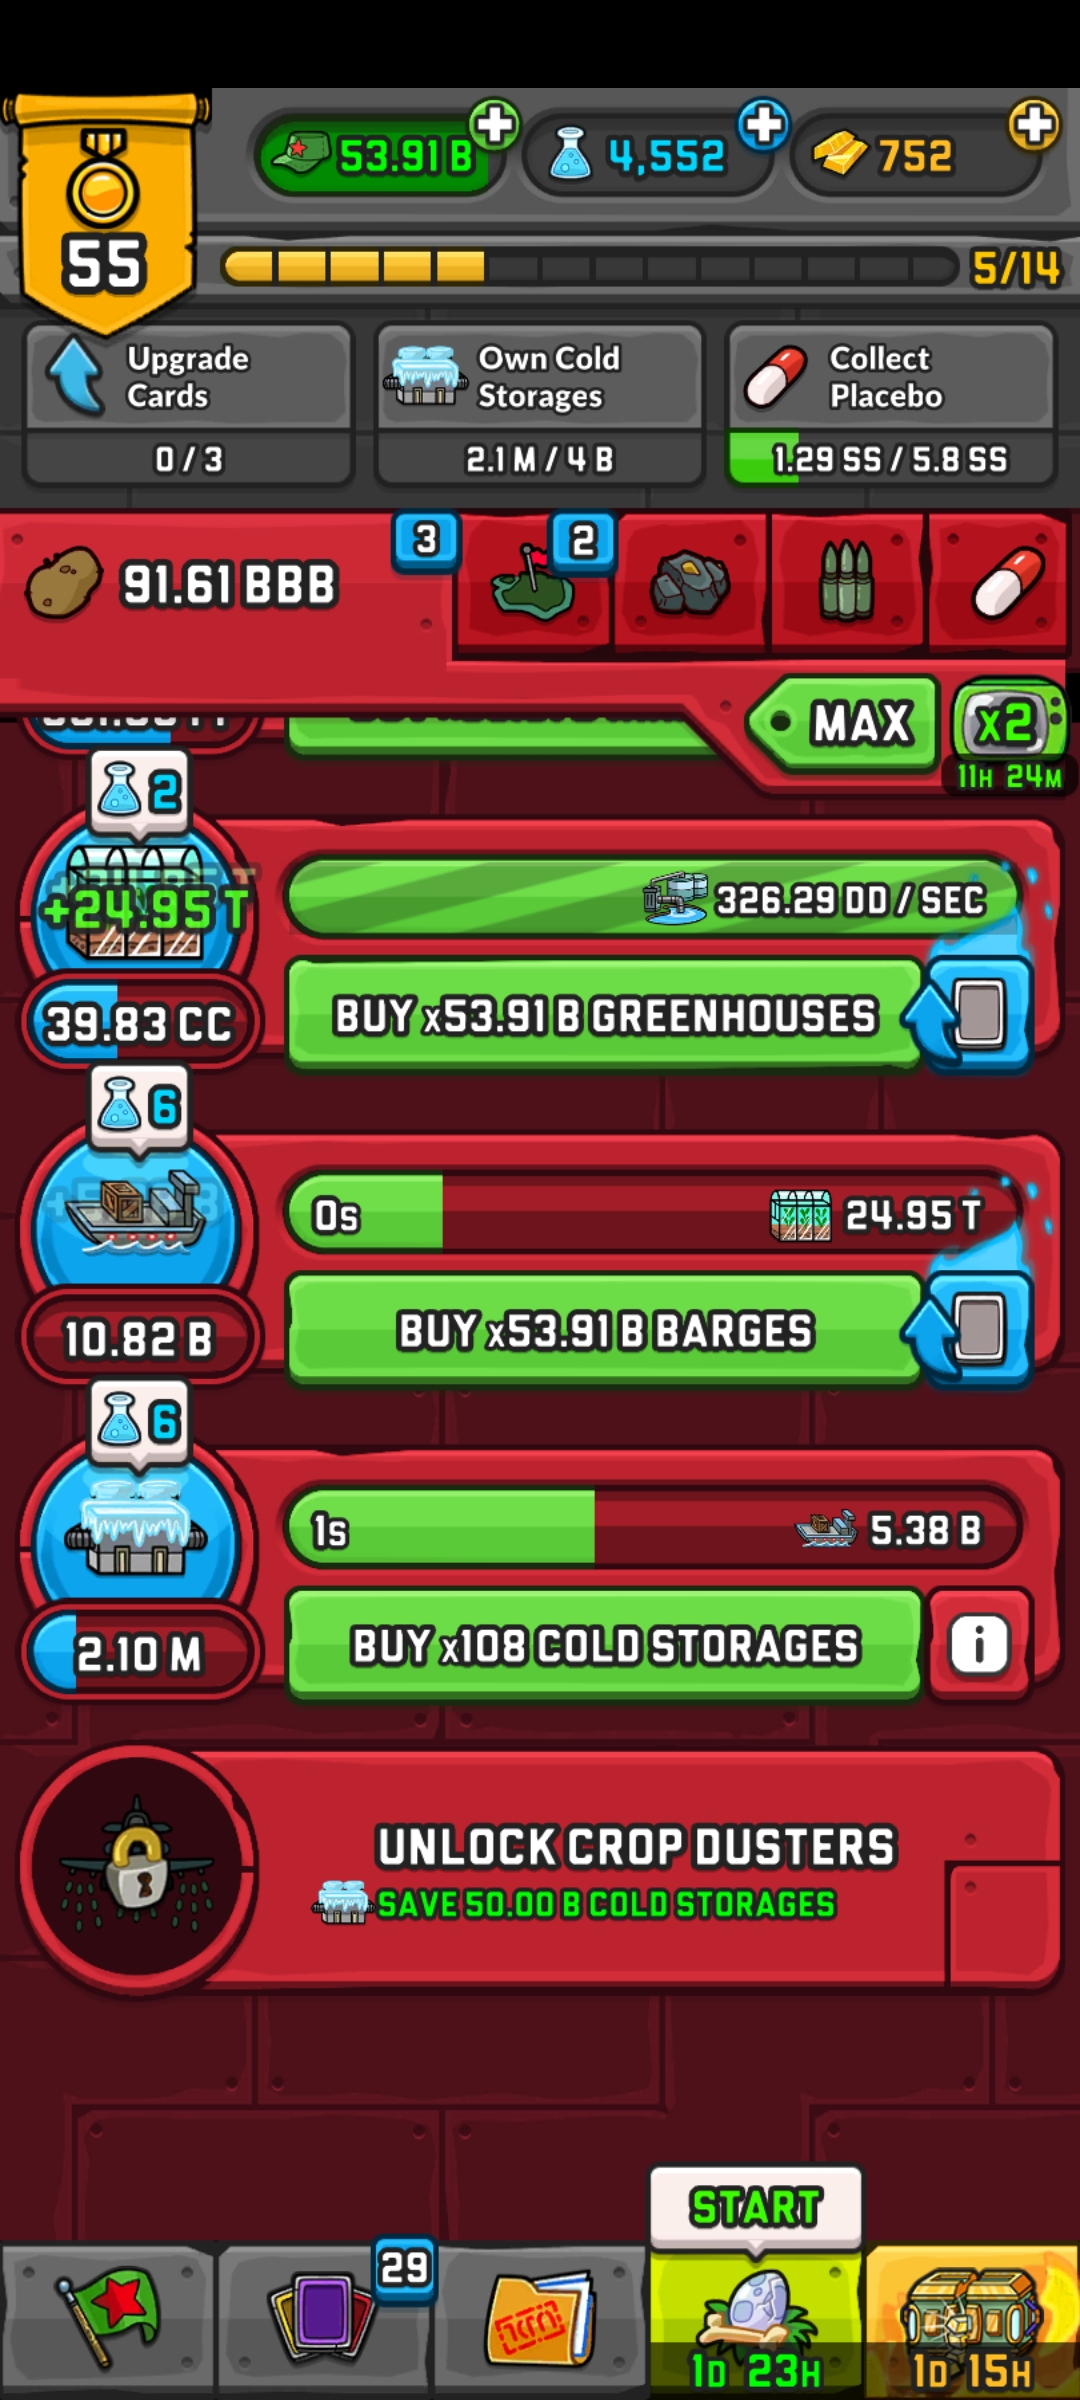 55
53.91 B
4,552
752
5/14
Upgrade
Cards
0 / 3
Own Cold
Storages
2.1 M / 4 B
Collect
Placebo
1.29 SS / 5.8 SS
91.61 BBB
3
2
MAX
x2
11H 24M
2
+24.95 T
326.29 DD / SEC
39.83 CC
BUY x53.91 B GREENHOUSES
6
0s
24.95 T
10.82 B
BUY x53.91 B BARGES
6
1s
5.38 B
2.10 M
BUY x108 COLD STORAGES
i
UNLOCK CROP DUSTERS
SAVE 50.00 B COLD STORAGES
START
29
1D 23H
1D 15H